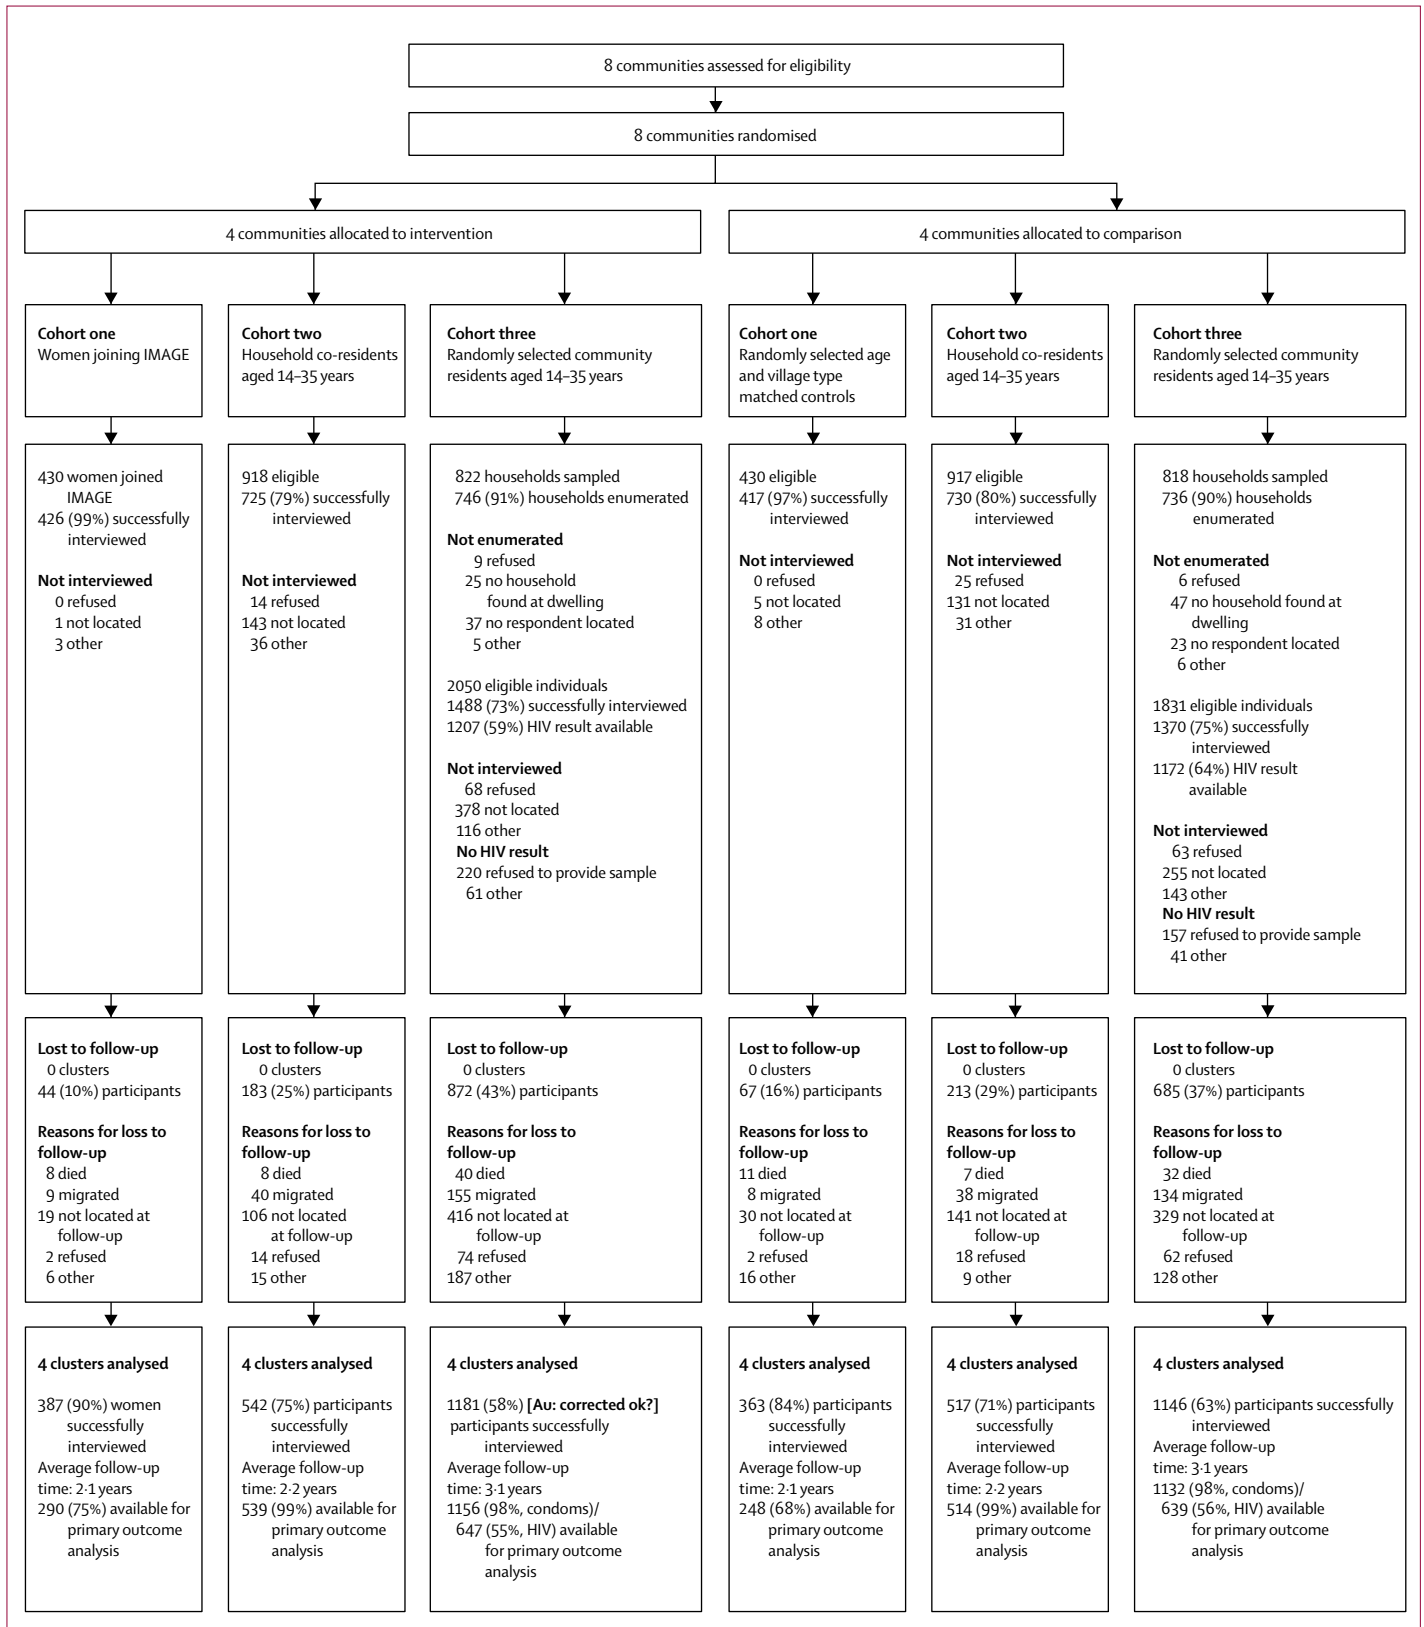 8 communities assessed for eligibility
8 communities randomised
4 communities allocated to intervention
4 communities allocated to comparison
Cohort one
Women joining IMAGE
Cohort two
Household co-residents
aged 14–35 years
Cohort three
Randomly selected community
residents aged 14–35 years
Cohort one
Randomly selected age
and village type
matched controls
Cohort two
Household co-residents
aged 14–35 years
Cohort three
Randomly selected community
residents aged 14–35 years
430 women joined
IMAGE
426 (99%) successfully
interviewed
Not interviewed
0 refused
1 not located
3 other
918 eligible
725 (79%) successfully
interviewed
Not interviewed
14 refused
143 not located
36 other
822 households sampled
746 (91%) households enumerated
Not enumerated
9 refused
25 no household
found at dwelling
37 no respondent located
5 other
2050 eligible individuals
1488 (73%) successfully interviewed
1207 (59%) HIV result available
Not interviewed
68 refused
378 not located
116 other
No HIV result
220 refused to provide sample
61 other
430 eligible
417 (97%) successfully
interviewed
Not interviewed
0 refused
5 not located
8 other
917 eligible
730 (80%) successfully
interviewed
Not interviewed
25 refused
131 not located
31 other
818 households sampled
736 (90%) households
enumerated
Not enumerated
6 refused
47 no household found at
dwelling
23 no respondent located
6 other
1831 eligible individuals
1370 (75%) successfully
interviewed
1172 (64%) HIV result
available
Not interviewed
63 refused
255 not located
143 other
No HIV result
157 refused to provide sample
41 other
Lost to follow-up
0 clusters
44 (10%) participants
Reasons for loss to
follow-up
8 died
9 migrated
19 not located at
follow-up
2 refused
6 other
Lost to follow-up
0 clusters
183 (25%) participants
Reasons for loss to
follow-up
8 died
40 migrated
106 not located
at follow-up
14 refused
15 other
Lost to follow-up
0 clusters
872 (43%) participants
Reasons for loss to
follow-up
40 died
155 migrated
416 not located at
follow-up
74 refused
187 other
Lost to follow-up
0 clusters
67 (16%) participants
Reasons for loss to
follow-up
11 died
8 migrated
30 not located at
follow-up
2 refused
16 other
Lost to follow-up
0 clusters
213 (29%) participants
Reasons for loss to
follow-up
7 died
38 migrated
141 not located at
follow-up
18 refused
9 other
Lost to follow-up
0 clusters
685 (37%) participants
Reasons for loss to
follow-up
32 died
134 migrated
329 not located at
follow-up
62 refused
128 other
4 clusters analysed
387 (90%) women
successfully
interviewed
Average follow-up
time: 2·1 years
290 (75%) available for
primary outcome
analysis
4 clusters analysed
542 (75%) participants
successfully
interviewed
Average follow-up
time: 2·2 years
539 (99%) available for
primary outcome
analysis
4 clusters analysed
1181 (58%) [Au: corrected ok?]
participants successfully
interviewed
Average follow-up
time: 3·1 years
1156 (98%, condoms)/
647 (55%, HIV) available
for primary outcome
analysis
4 clusters analysed
363 (84%) participants
successfully
interviewed
Average follow-up
time: 2·1 years
248 (68%) available for
primary outcome
analysis
4 clusters analysed
517 (71%) participants
successfully
interviewed
Average follow-up
time: 2·2 years
514 (99%) available for
primary outcome
analysis
4 clusters analysed
1146 (63%) participants successfully
interviewed
Average follow-up
time: 3·1 years
1132 (98%, condoms)/
639 (56%, HIV) available
for primary outcome
analysis